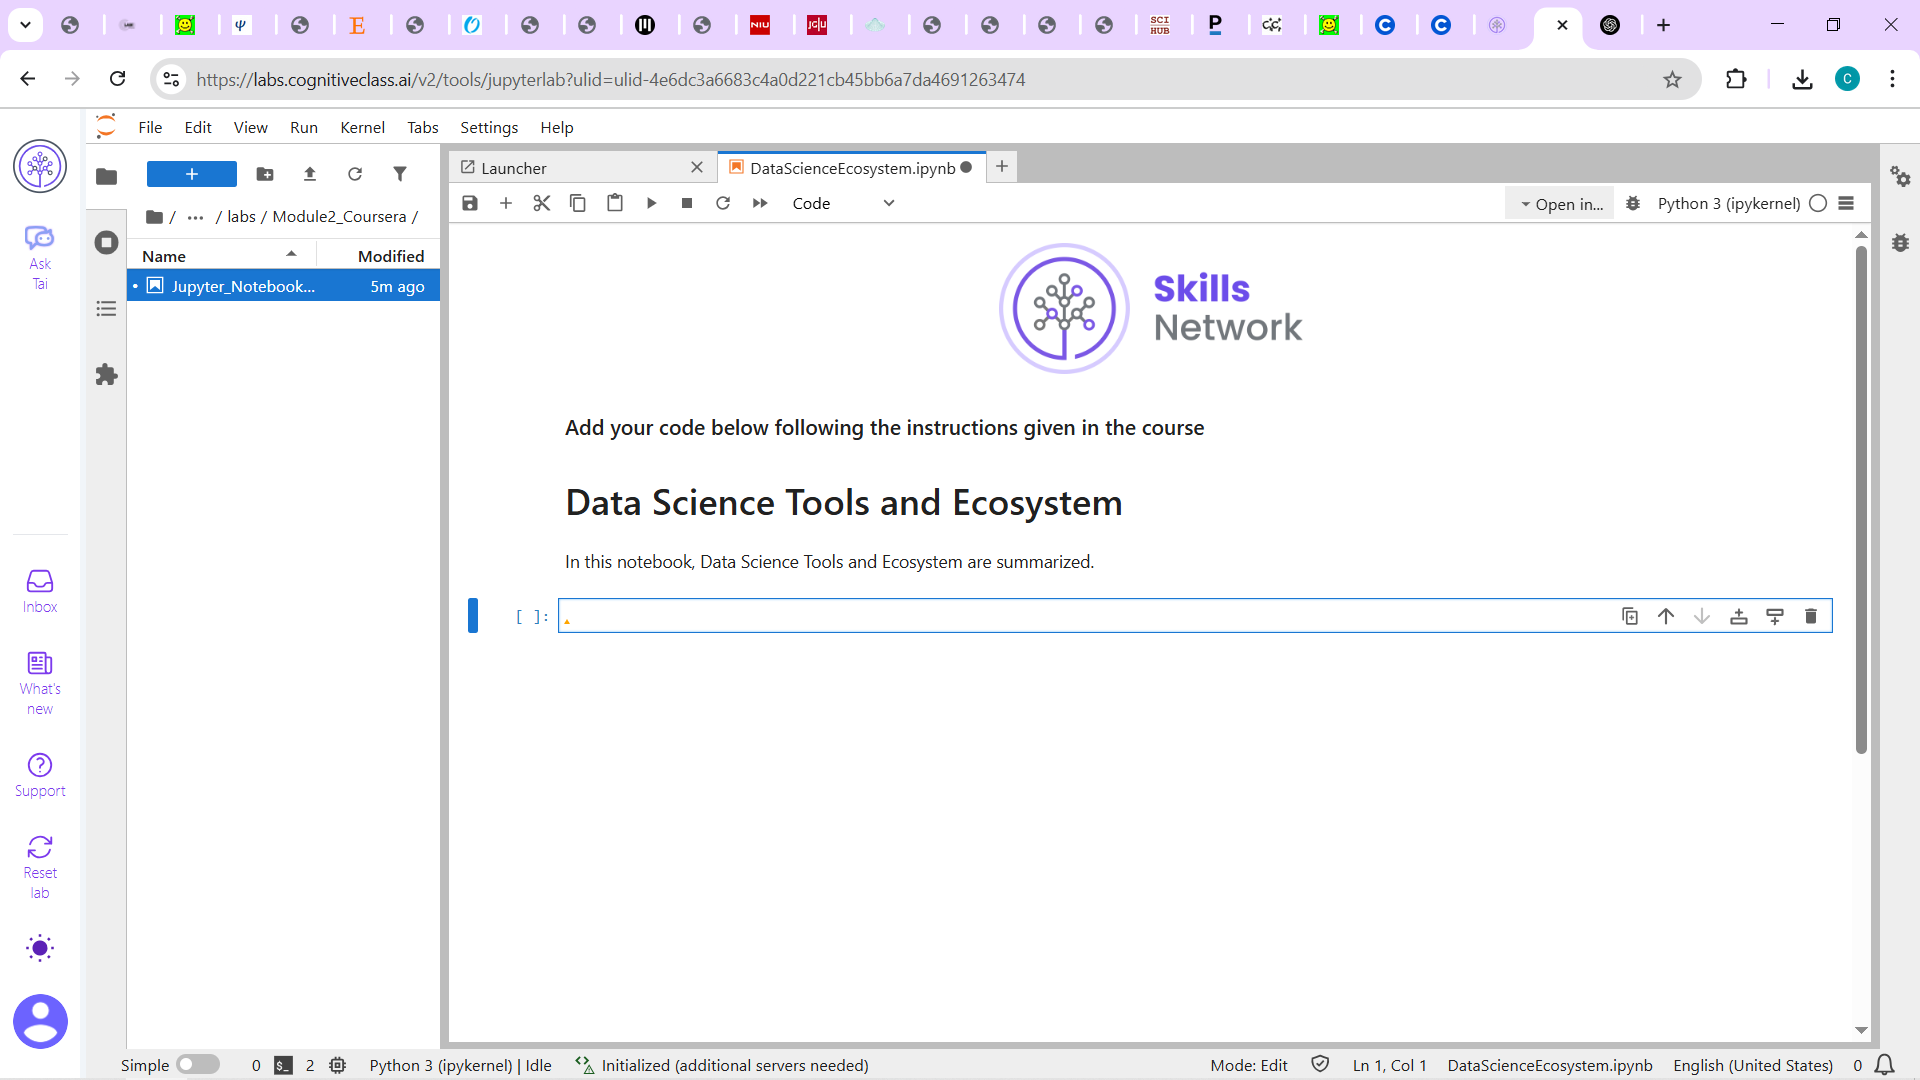 NIU
JG|U
SCI
HUB
https://labs.cognitiveclass.ai/v2/tools/jupyterlab?ulid=ulid-4e6dc3a6683c4a0d221cb45bb6a7da4691263474
C
File Edit View Run Kernel Tabs Settings Help
Launcher
DataScienceEcosystem.ipynb
Code
Open in...
Python 3 (ipykernel)
/ ··· / labs / Module2_Coursera /
Name Modified
Jupyter_Notebook... 5m ago
Ask
Tai
Inbox
What's
new
Support
Reset
lab
Skills
Network
Add your code below following the instructions given in the course
Data Science Tools and Ecosystem
In this notebook, Data Science Tools and Ecosystem are summarized.
[ ]:
Simple 0 2 Python 3 (ipykernel) | Idle Initialized (additional servers needed) Mode: Edit Ln 1, Col 1 DataScienceEcosystem.ipynb English (United States) 0